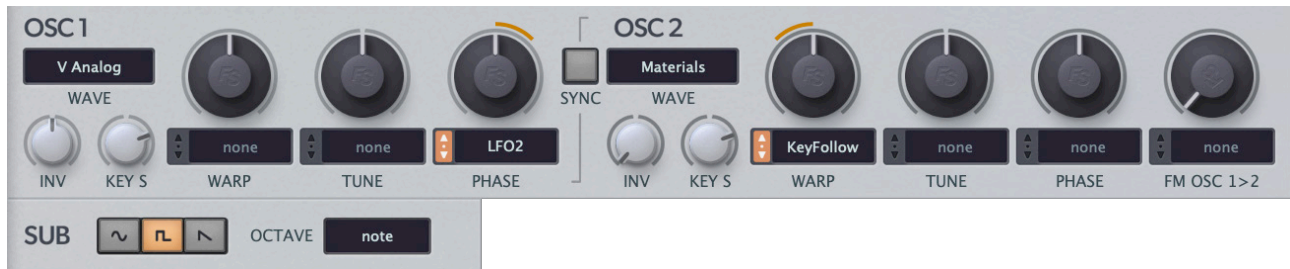 OSC 1
V Analog
WAVE
INV
KEY S
none
WARP
none
TUNE
LFO2
PHASE
SYNC
OSC 2
Materials
WAVE
INV
KEY S
KeyFollow
WARP
none
TUNE
none
PHASE
none
FM OSC 1>2
SUB
OCTAVE
note